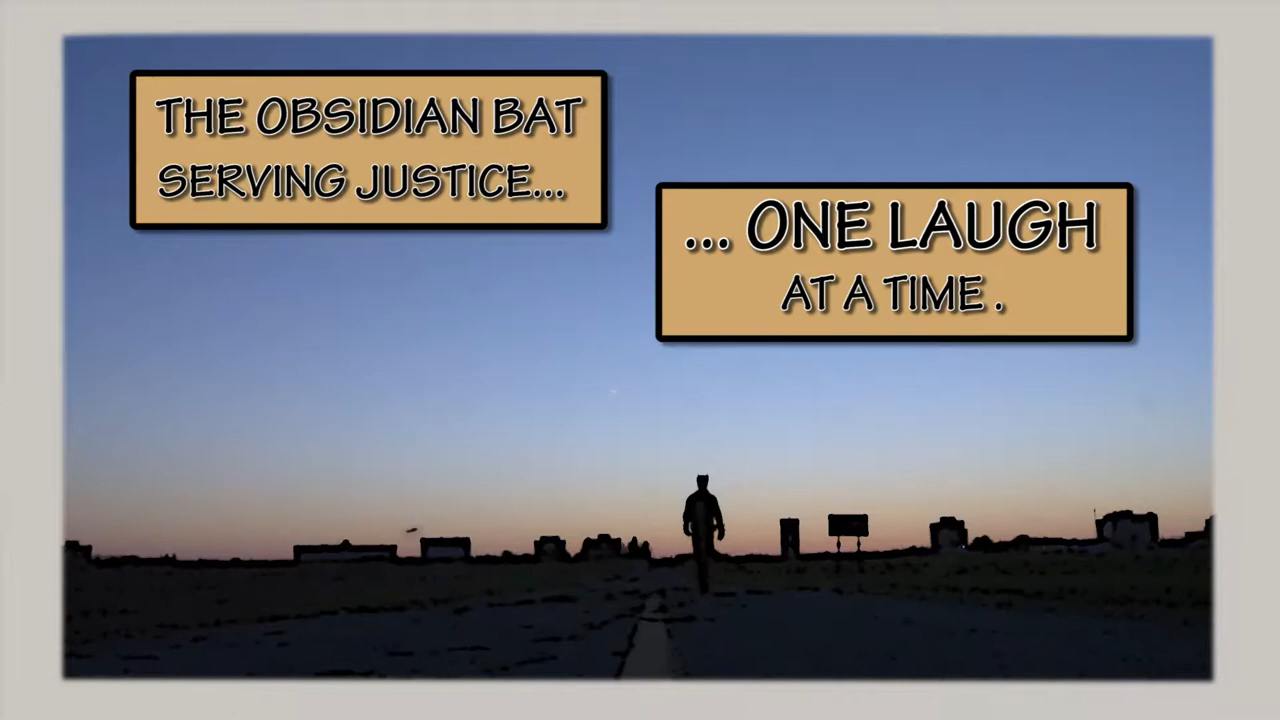 THE OBSIDIAN BAT
SERVING JUSTICE...
... ONE LAUGH
AT A TIME .